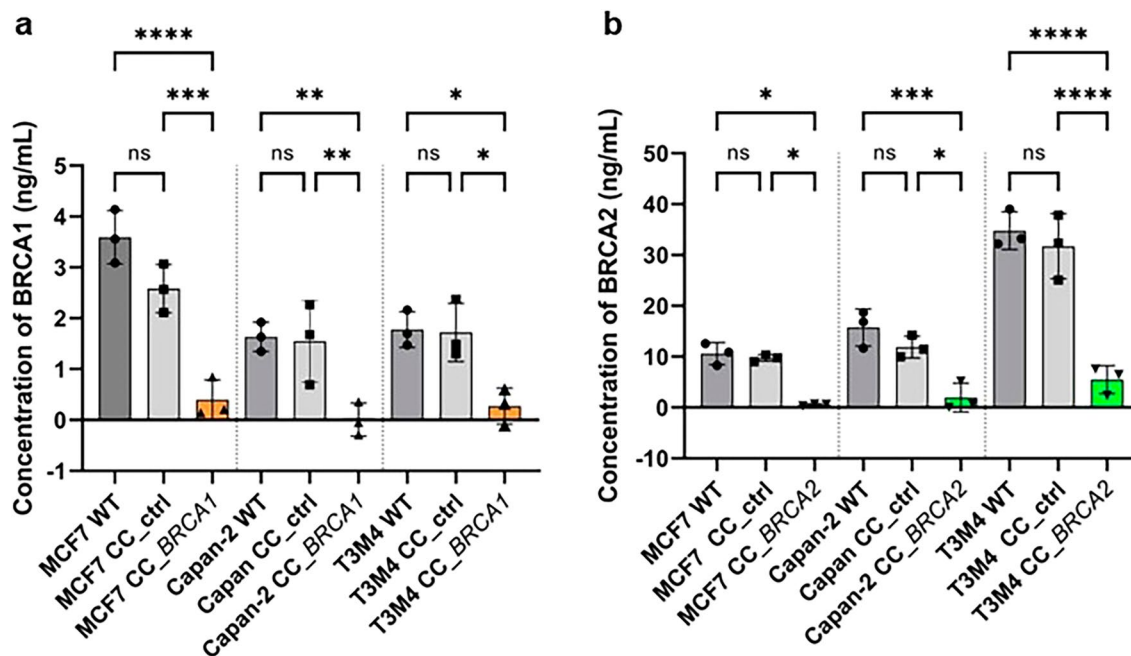 a
****
***
ns
**
ns
**
*
ns
*
Concentration of BRCA1 (ng/mL)
5
4
3
2
1
0
-1
MCF7 WT
MCF7 CC_ctrl
MCF7 CC_BRCA1
Capan-2 WT
Capan CC_ctrl
Capan-2 CC_BRCA1
T3M4 WT
T3M4 CC_ctrl
T3M4 CC_BRCA1
b
*
ns
*
***
ns
*
****
****
ns
Concentration of BRCA2 (ng/mL)
50
40
30
20
10
0
-10
MCF7 WT
MCF7 CC_ctrl
MCF7 CC_BRCA2
Capan-2 WT
Capan CC_ctrl
Capan-2 CC_BRCA2
T3M4 WT
T3M4 CC_ctrl
T3M4 CC_BRCA2